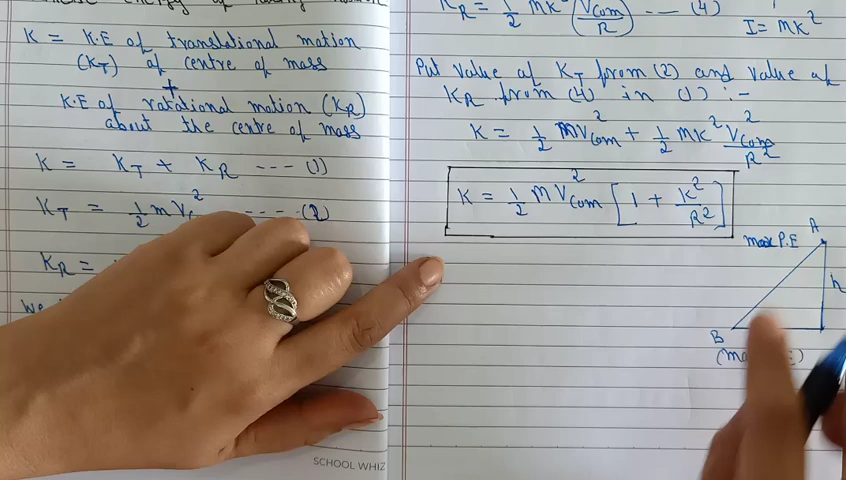 K = K.E of translational motion
(K_T) of centre of mass
+
K.E of rotational motion (K_R)
about the centre of mass
K = K_T + K_R ---- (1)
K_T = 1/2 m V ----- (2)
K_R =
We
SCHOOL WHIZ
K_R = 1/2 mK² (V_com/R) --- (4)
I = mK²
Put value of K_T from (2) and value of
K_R from (4) in (1) :-
K = 1/2 mV²_com + 1/2 mK² V²_com/R²
K = 1/2 m V²_com [1 + K²/R²]
A
max P.E
h
B